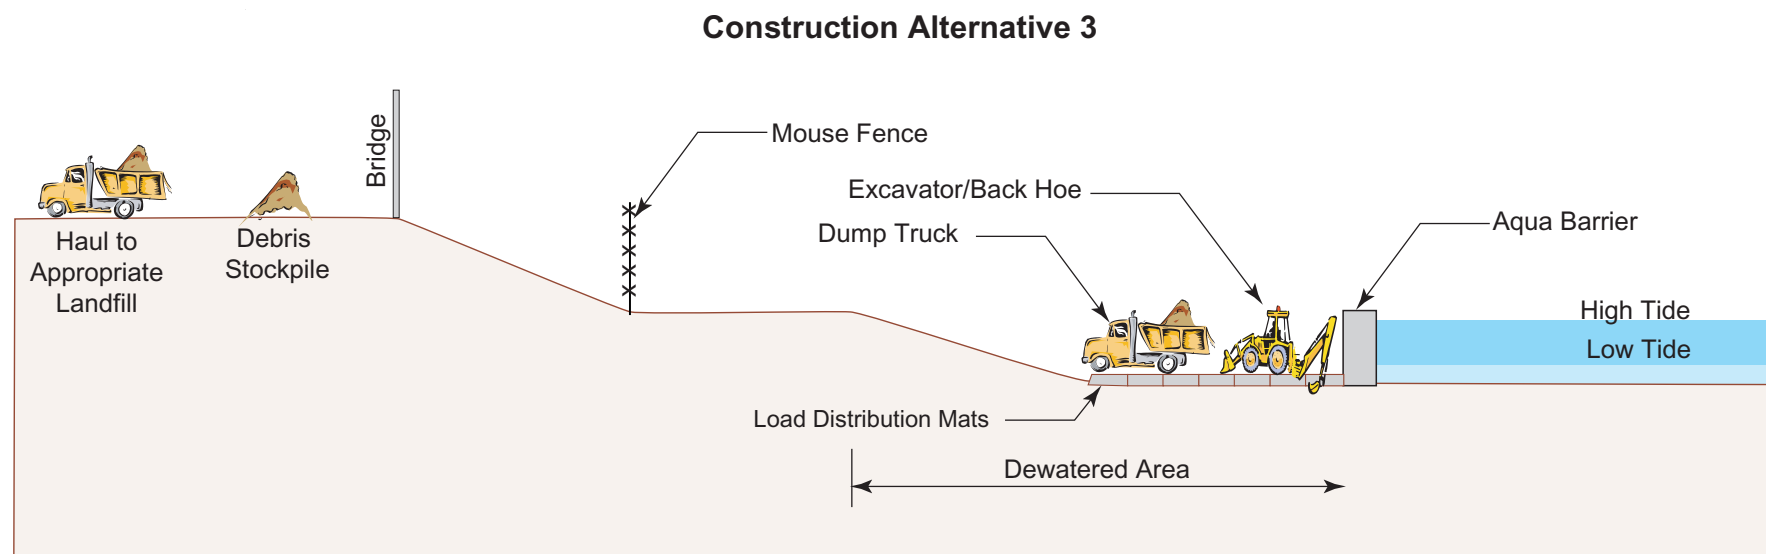 Construction Alternative 3
Bridge
Mouse Fence
Excavator/Back Hoe
Dump Truck
Aqua Barrier
Haul to
Appropriate
Landfill
Debris
Stockpile
High Tide
Low Tide
Load Distribution Mats
Dewatered Area